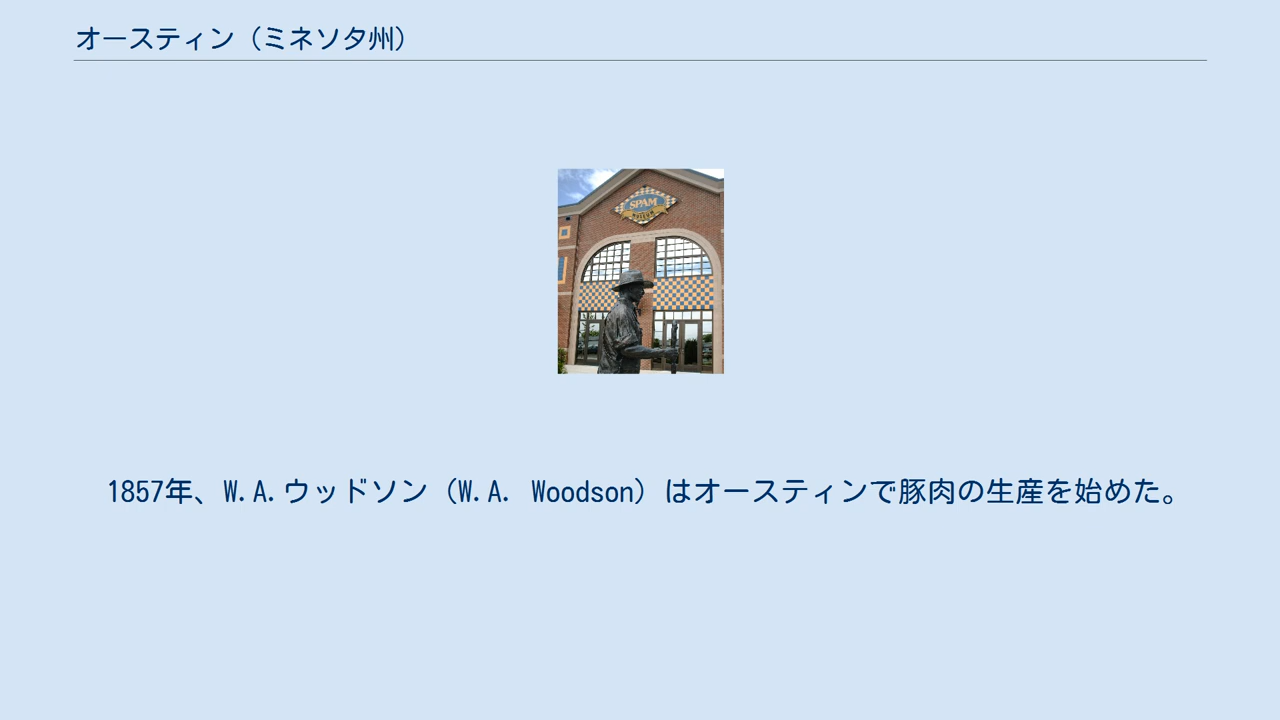 オースティン（ミネソタ州）
SPAM
MUSEUM
1857年、W.A.ウッドソン（W.A. Woodson）はオースティンで豚肉の生産を始めた。